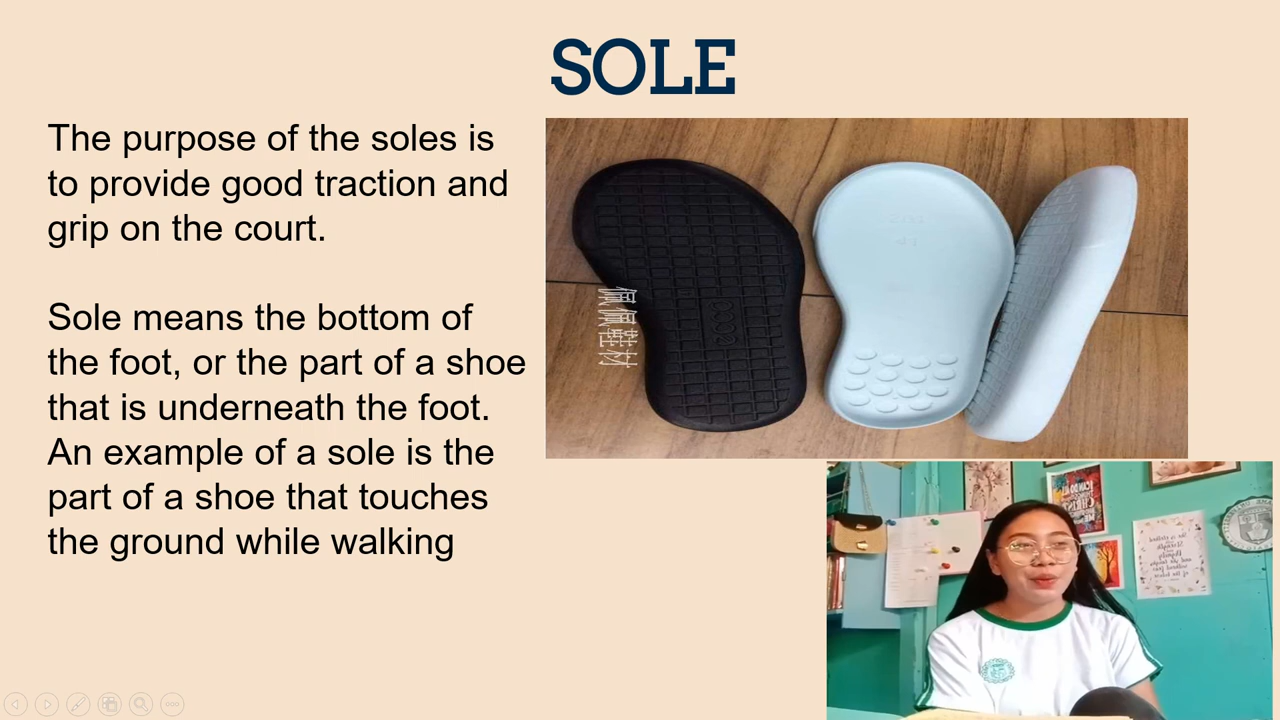 SOLE
The purpose of the soles is
to provide good traction and
grip on the court.
Sole means the bottom of
the foot, or the part of a shoe
that is underneath the foot.
An example of a sole is the
part of a shoe that touches
the ground while walking